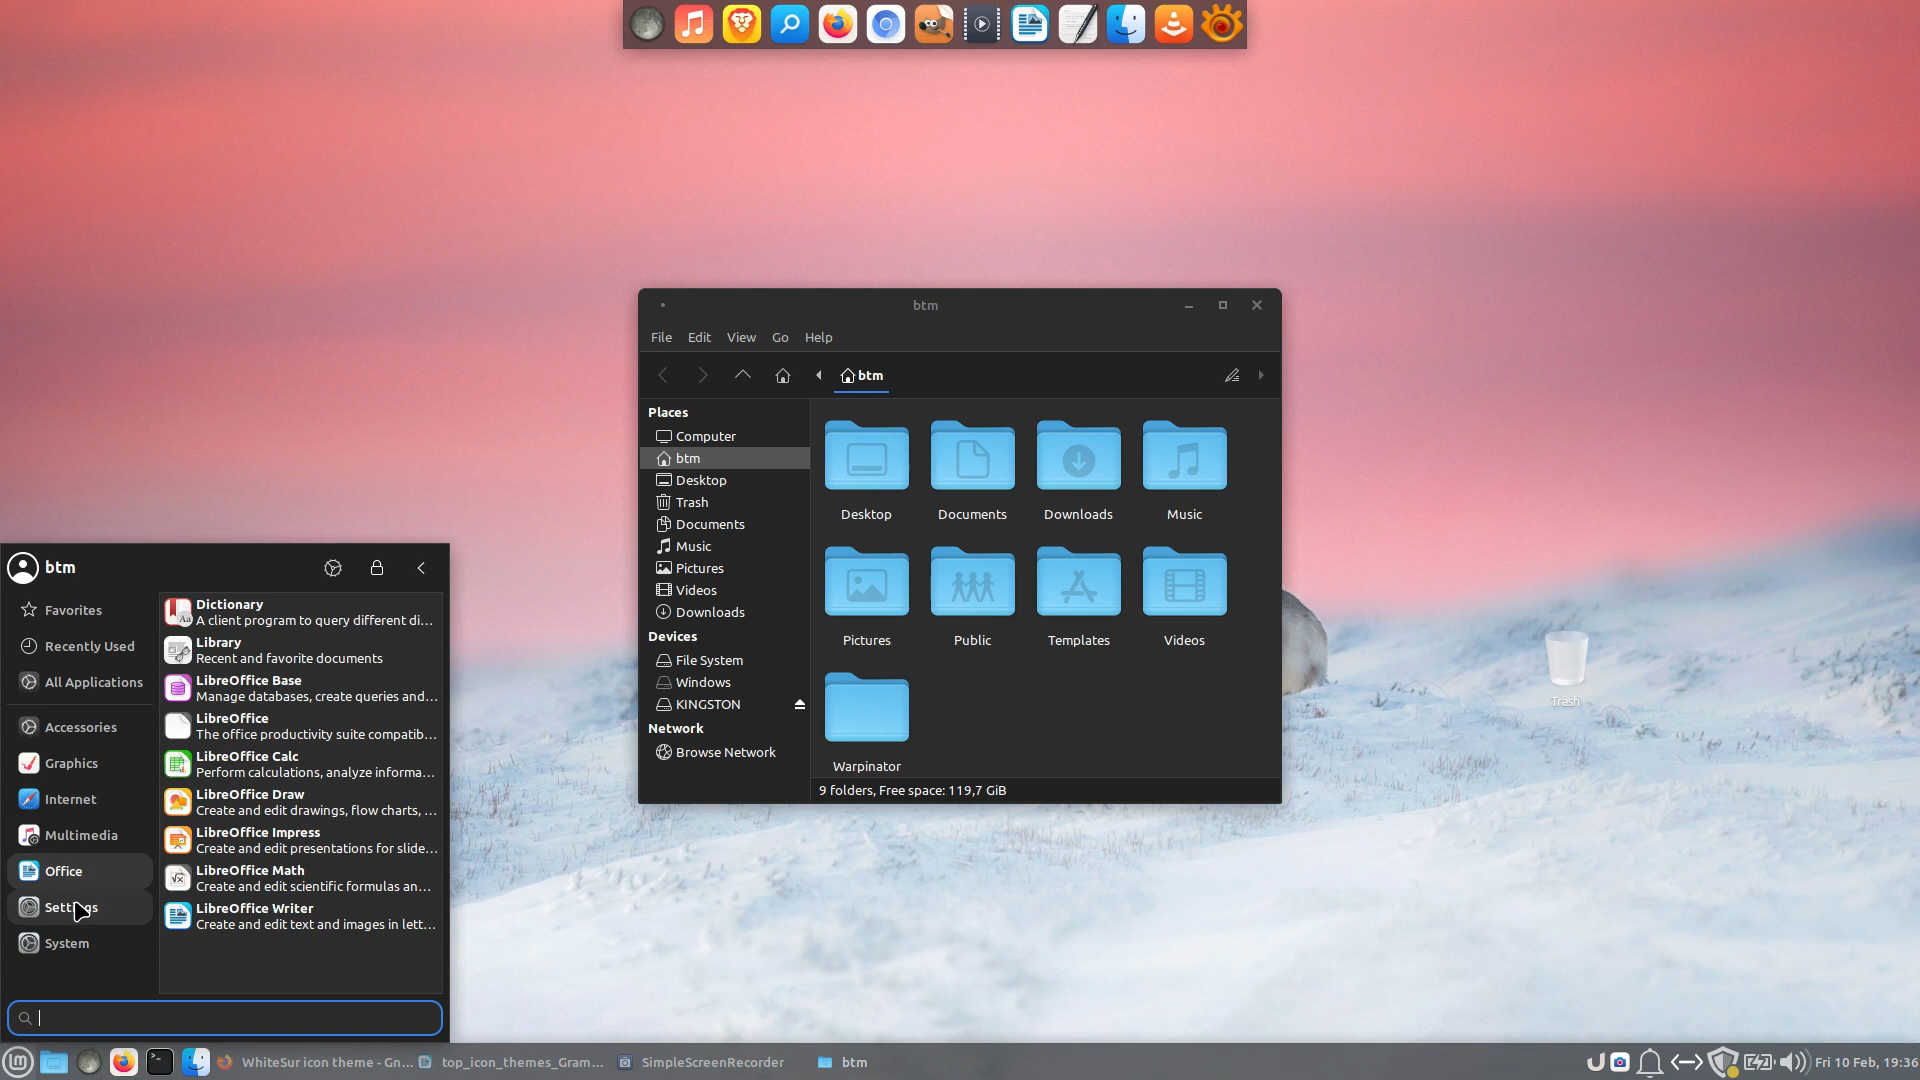 btm
File Edit View Go Help
btm
Places
Computer
btm
Desktop
Trash
Documents
Music
Pictures
Videos
Downloads
Devices
File System
Windows
KINGSTON
Network
Browse Network
Desktop Documents Downloads Music
Pictures Public Templates Videos
Warpinator
9 folders, Free space: 119,7 GiB
Trash
btm
Favorites
Recently Used
All Applications
Accessories
Graphics
Internet
Multimedia
Office
Settings
System
Dictionary
A client program to query different di...
Library
Recent and favorite documents
LibreOffice Base
Manage databases, create queries and...
LibreOffice
The office productivity suite compatib...
LibreOffice Calc
Perform calculations, analyze informa...
LibreOffice Draw
Create and edit drawings, flow charts, ...
LibreOffice Impress
Create and edit presentations for slide...
LibreOffice Math
Create and edit scientific formulas an...
LibreOffice Writer
Create and edit text and images in lett...
WhiteSur icon theme - Gn... top_icon_themes_Gram... SimpleScreenRecorder btm
Fri 10 Feb, 19:36